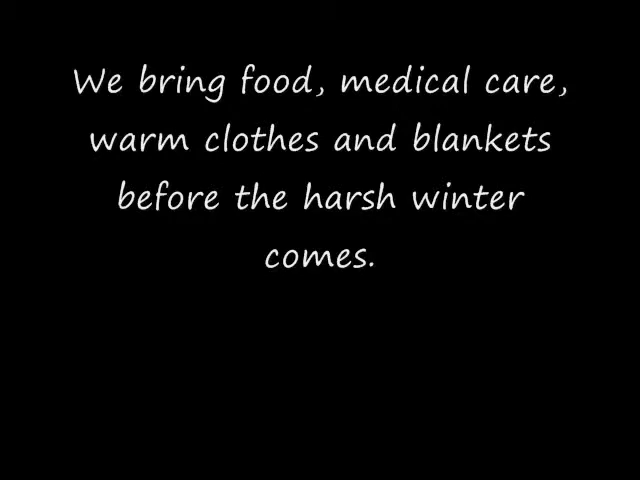 We bring food, medical care,
warm clothes and blankets
before the harsh winter
comes.